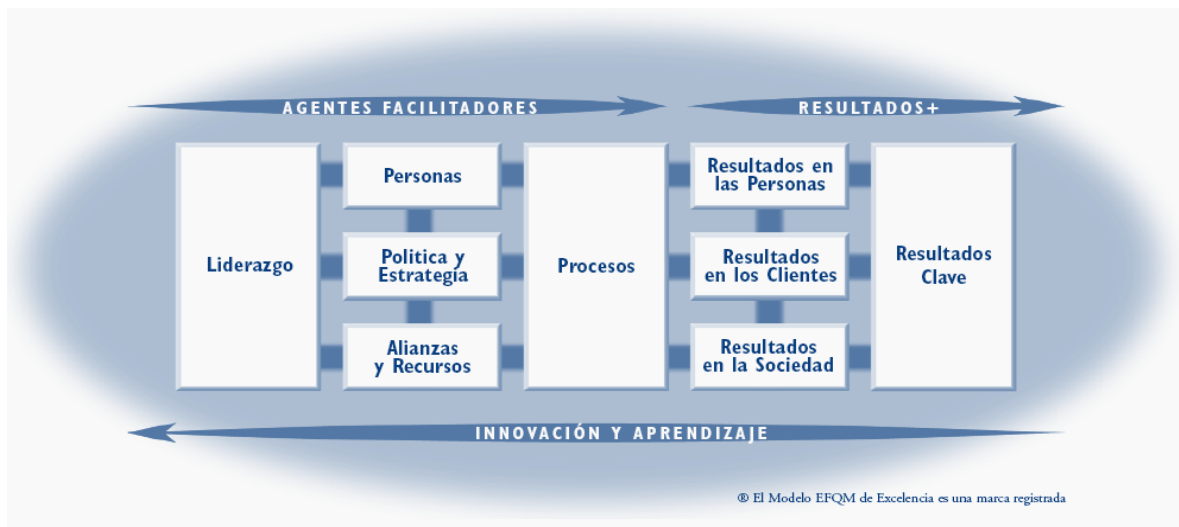 AGENTES FACILITADORES
RESULTADOS+
Liderazgo
Personas
Politica y
Estrategia
Alianzas
y Recursos
Procesos
Resultados en
las Personas
Resultados
en los Clientes
Resultados
en la Sociedad
Resultados
Clave
INNOVACIÓN Y APRENDIZAJE
® El Modelo EFQM de Excelencia es una marca registrada